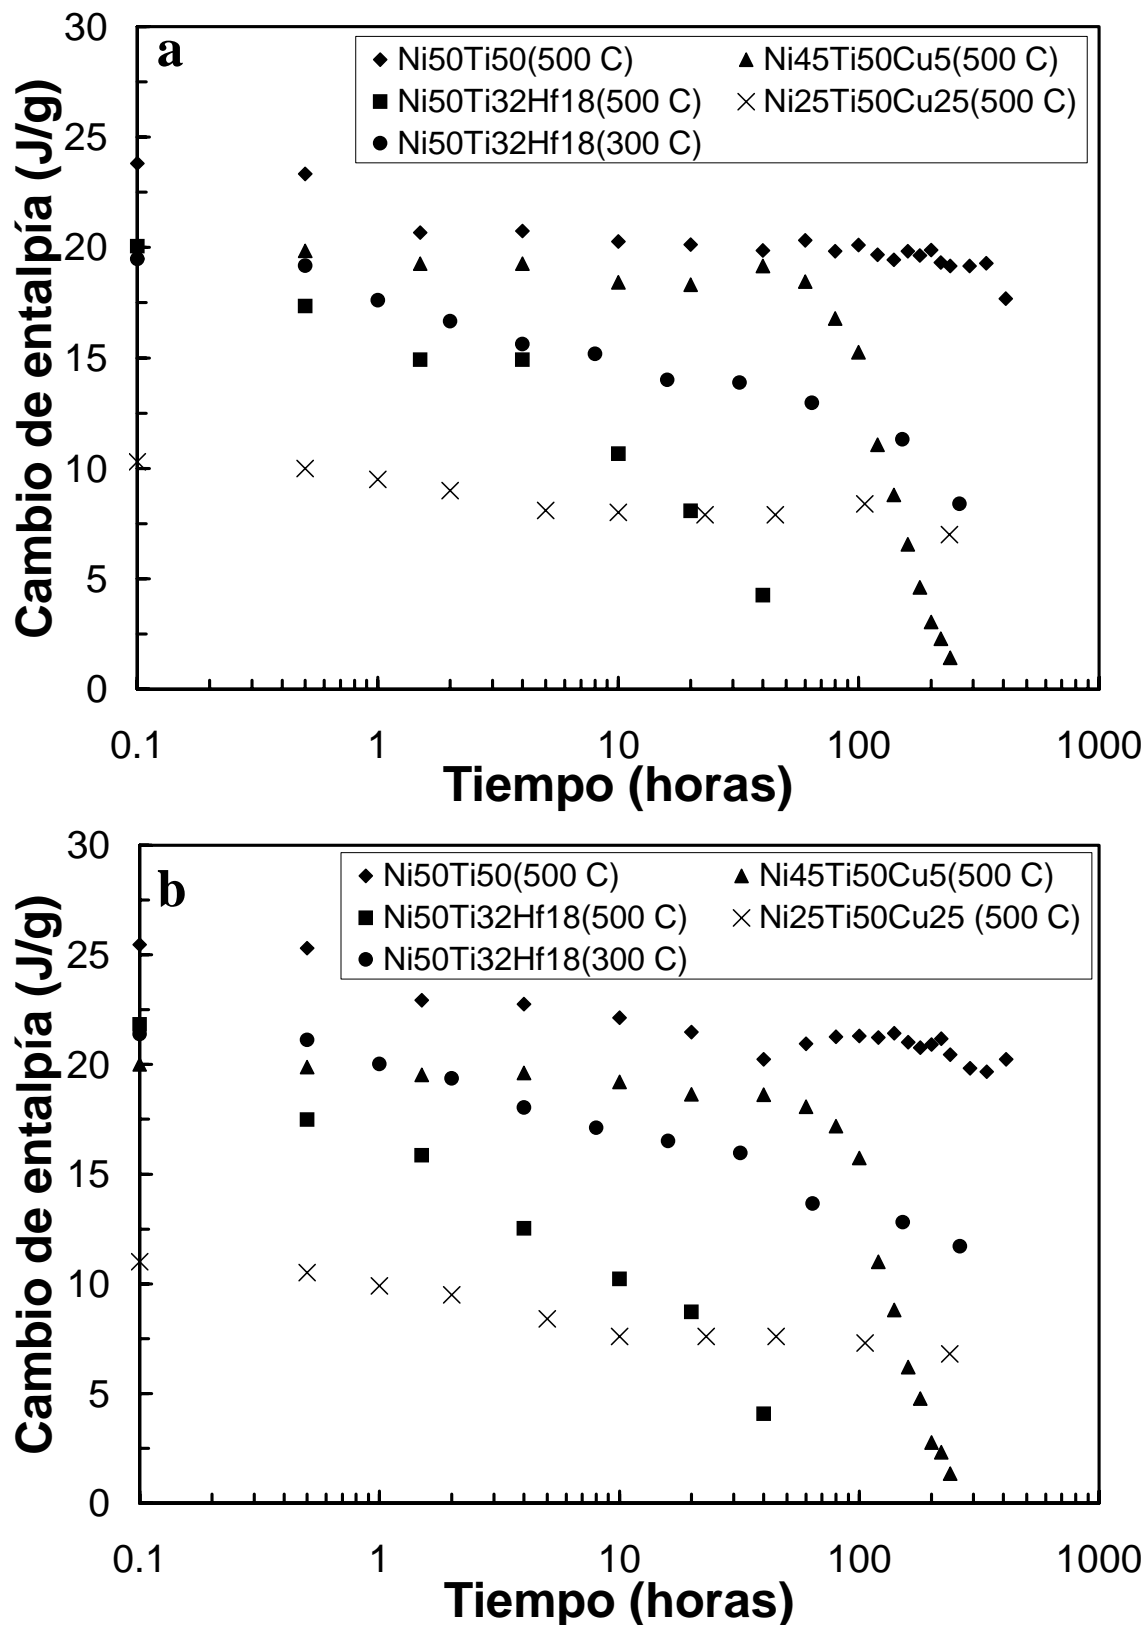 a
Ni50Ti50(500 C) Ni45Ti50Cu5(500 C)
Ni50Ti32Hf18(500 C) Ni25Ti50Cu25(500 C)
Ni50Ti32Hf18(300 C)
Cambio de entalpía (J/g)
30
25
20
15
10
5
0
0.1 1 10 100 1000
Tiempo (horas)
b
Ni50Ti50(500 C) Ni45Ti50Cu5(500 C)
Ni50Ti32Hf18(500 C) Ni25Ti50Cu25 (500 C)
Ni50Ti32Hf18(300 C)
Cambio de entalpía (J/g)
30
25
20
15
10
5
0
0.1 1 10 100 1000
Tiempo (horas)